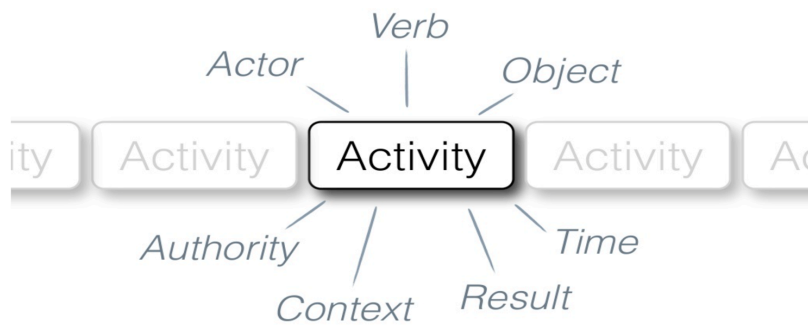 Verb
Actor
Object
ity Activity Activity Activity Ac
Authority
Time
Context
Result